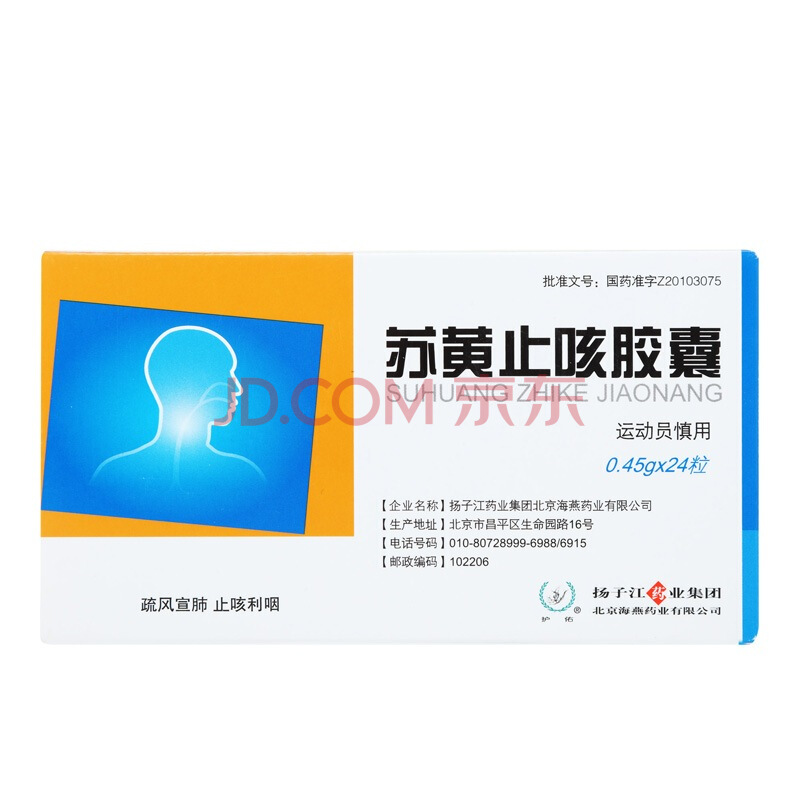 批准文号：国药准字Z20103075
苏黄止咳胶囊
SUHUANG ZHIKE JIAONANG
JD.COM 京东
运动员慎用
0.45gx24粒
【企业名称】扬子江药业集团北京海燕药业有限公司
【生产地址】北京市昌平区生命园路16号
【电话号码】010-80728999-6988/6915
【邮政编码】102206
疏风宣肺 止咳利咽
护佑
®
扬子江药业集团
北京海燕药业有限公司